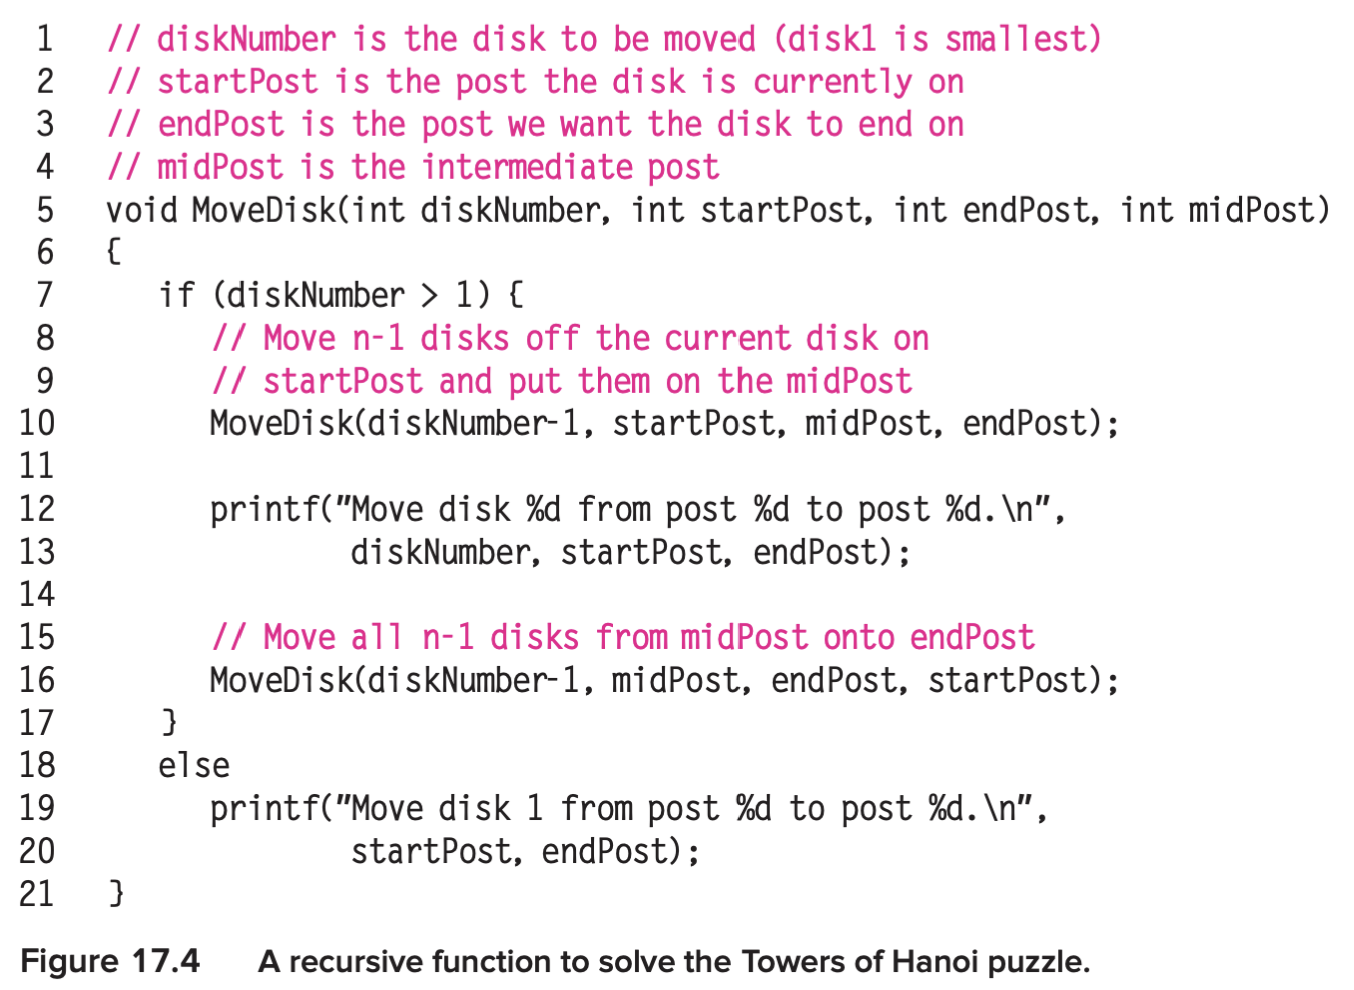 1 // diskNumber is the disk to be moved (disk1 is smallest)
2 // startPost is the post the disk is currently on
3 // endPost is the post we want the disk to end on
4 // midPost is the intermediate post
5 void MoveDisk(int diskNumber, int startPost, int endPost, int midPost)
6 {
7 if (diskNumber > 1) {
8 // Move n-1 disks off the current disk on
9 // startPost and put them on the midPost
10 MoveDisk(diskNumber-1, startPost, midPost, endPost);
11
12 printf("Move disk %d from post %d to post %d.\n",
13 diskNumber, startPost, endPost);
14
15 // Move all n-1 disks from midPost onto endPost
16 MoveDisk(diskNumber-1, midPost, endPost, startPost);
17 }
18 else
19 printf("Move disk 1 from post %d to post %d.\n",
20 startPost, endPost);
21 }
Figure 17.4 A recursive function to solve the Towers of Hanoi puzzle.